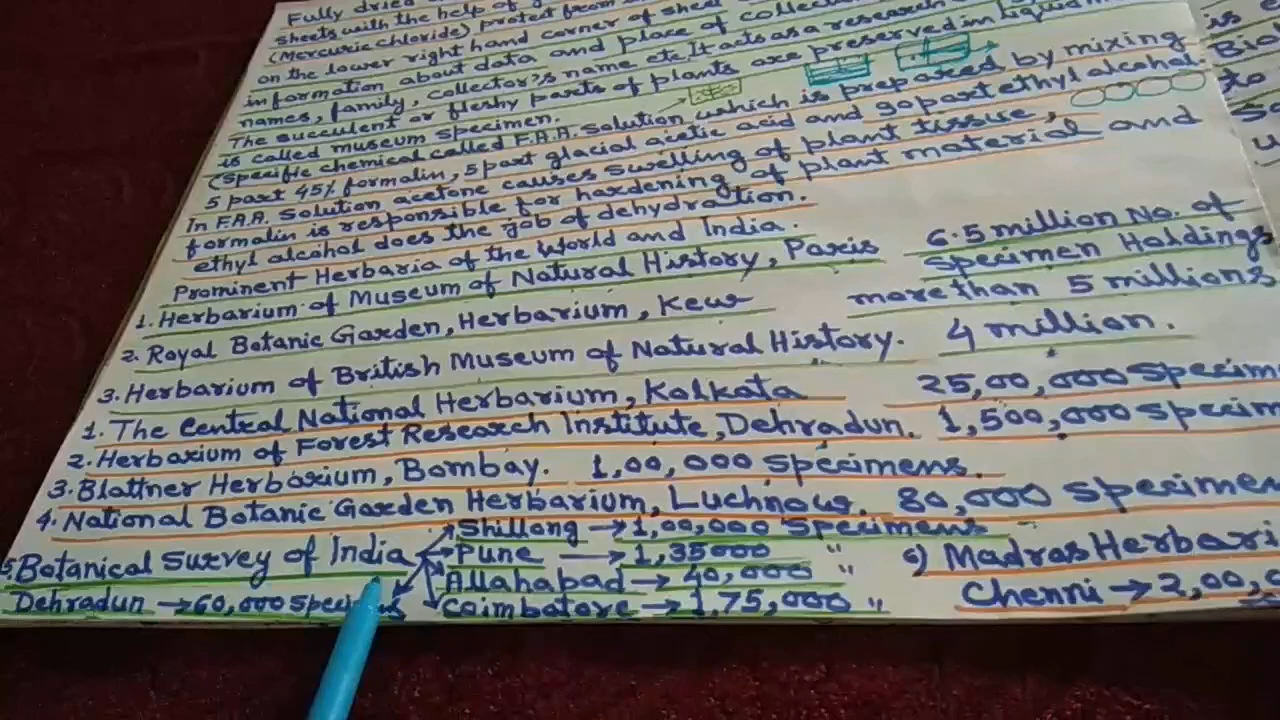 Fully dried
sheets with the help of
(Mercuric chloride) protect from
on the lower right hand corner of sheet
information about data and place of collec
names, family, collector's name etc. It acts as a research
The succulent or fleshy parts of plants are preserved in liquid
is called museum specimen.
(Specific chemical called F.A.A. Solution which is prepared by mixing
5 part 45% formalin, 5 part glacial acetic acid and 90 part ethyl alcohal.
In F.A.A. Solution acetone causes swelling of plant tissue,
formalin is responsible for hardening of plant material and
ethyl alcohal does the job of dehydration.
Prominent Herbaria of the World and India.
1. Herbarium of Museum of Natural History, Paris 6.5 million No. of
specimen Holdings
2. Royal Botanic Garden, Herbarium, Kew more than 5 millions
3. Herbarium of British Museum of Natural History. 4 million.
1. The Central National Herbarium, Kolkata 25,00,000 Specim
2. Herbarium of Forest Research Institute, Dehradun. 1,500,000 Specim
3. Blattner Herbarium, Bombay. 1,00,000 Specimens.
4. National Botanic Garden Herbarium, Luchnow. 80,000 Specimen
5. Botanical Survey of India
Shillong → 1,00,000 Specimens
Pune → 1,35000 "
Allahabad → 40,000 "
Coimbatore → 1,75,000 "
Dehradun → 60,000 Specimens
6) Madras Herbari
Chenni → 2,00,0
is
Bio
to